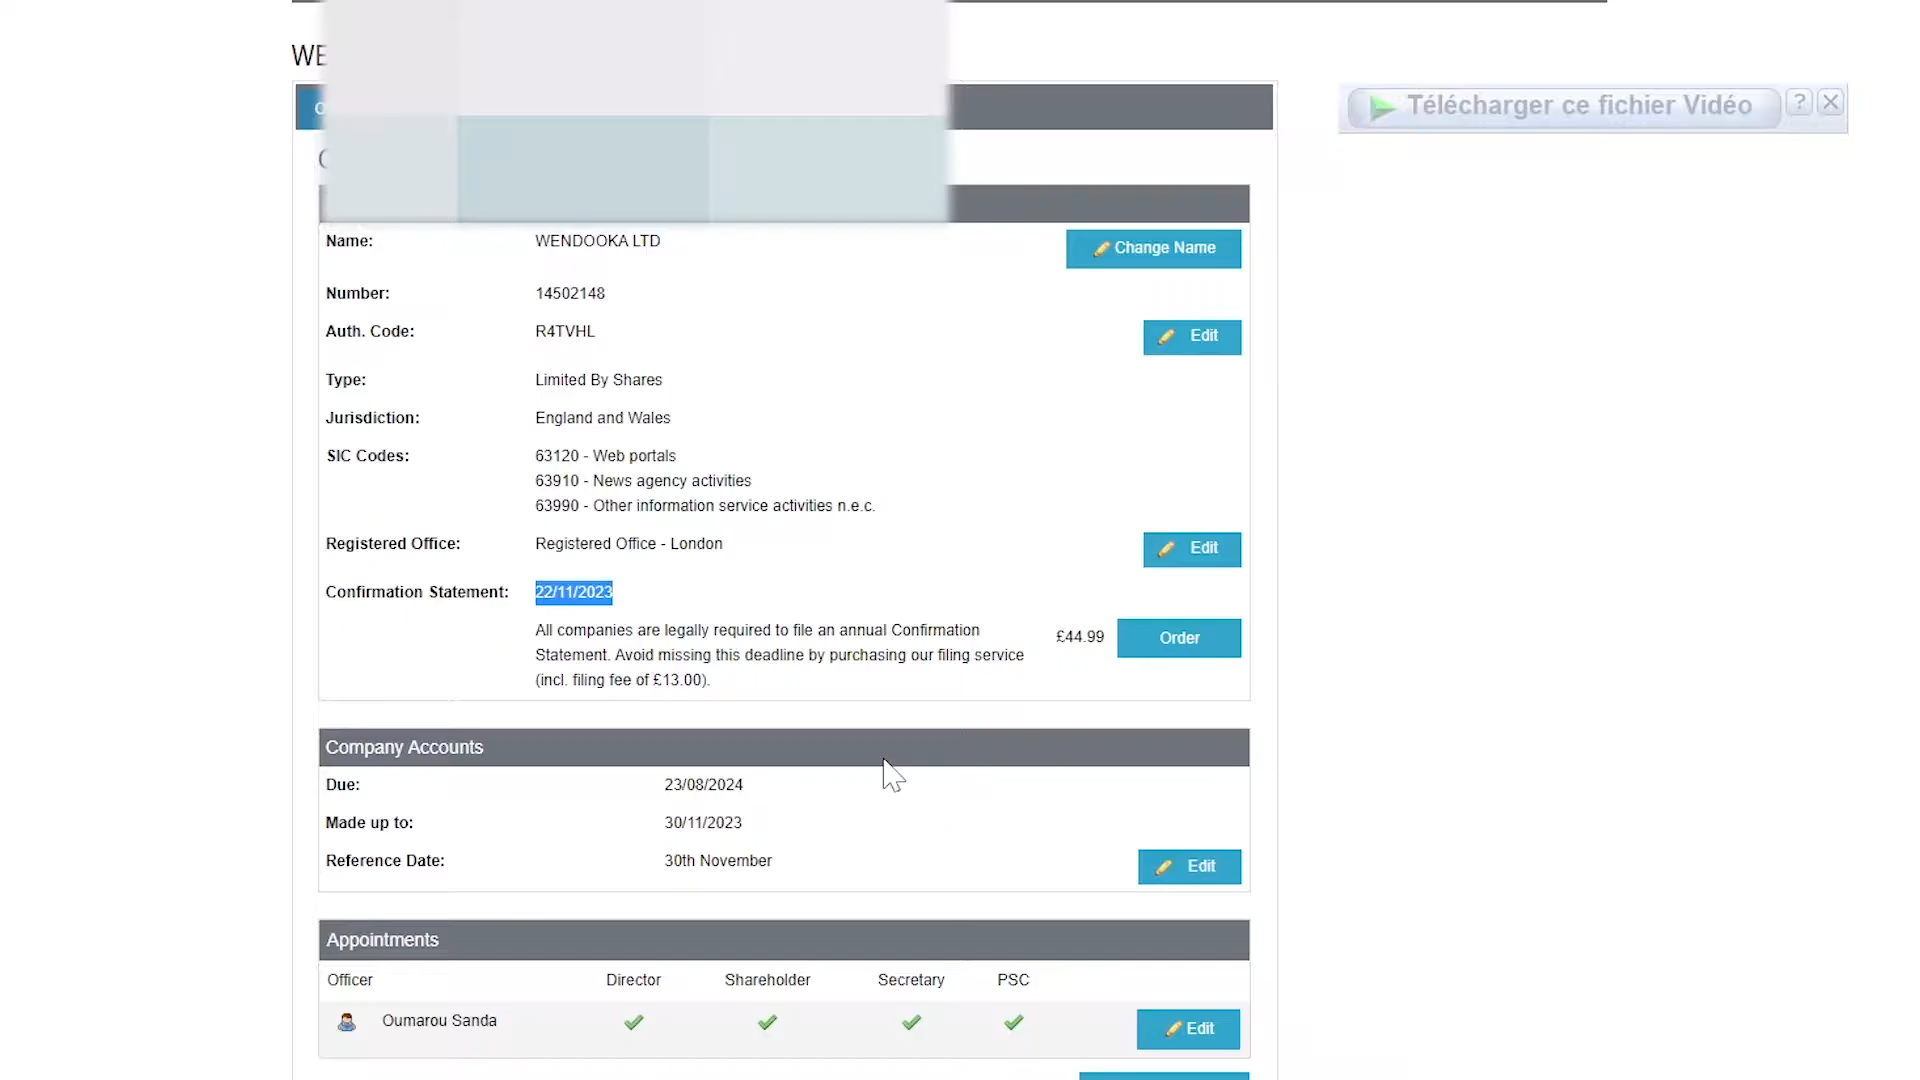 WE
Télécharger ce fichier Vidéo ?
Name: WENDOOKA LTD Change Name
Number: 14502148
Auth. Code: R4TVHL Edit
Type: Limited By Shares
Jurisdiction: England and Wales
SIC Codes: 63120 - Web portals
63910 - News agency activities
63990 - Other information service activities n.e.c.
Registered Office: Registered Office - London Edit
Confirmation Statement: 22/11/2023
All companies are legally required to file an annual Confirmation
Statement. Avoid missing this deadline by purchasing our filing service
(incl. filing fee of £13.00).
£44.99 Order
Company Accounts
Due: 23/08/2024
Made up to: 30/11/2023
Reference Date: 30th November Edit
Appointments
Officer Director Shareholder Secretary PSC
Oumarou Sanda Edit